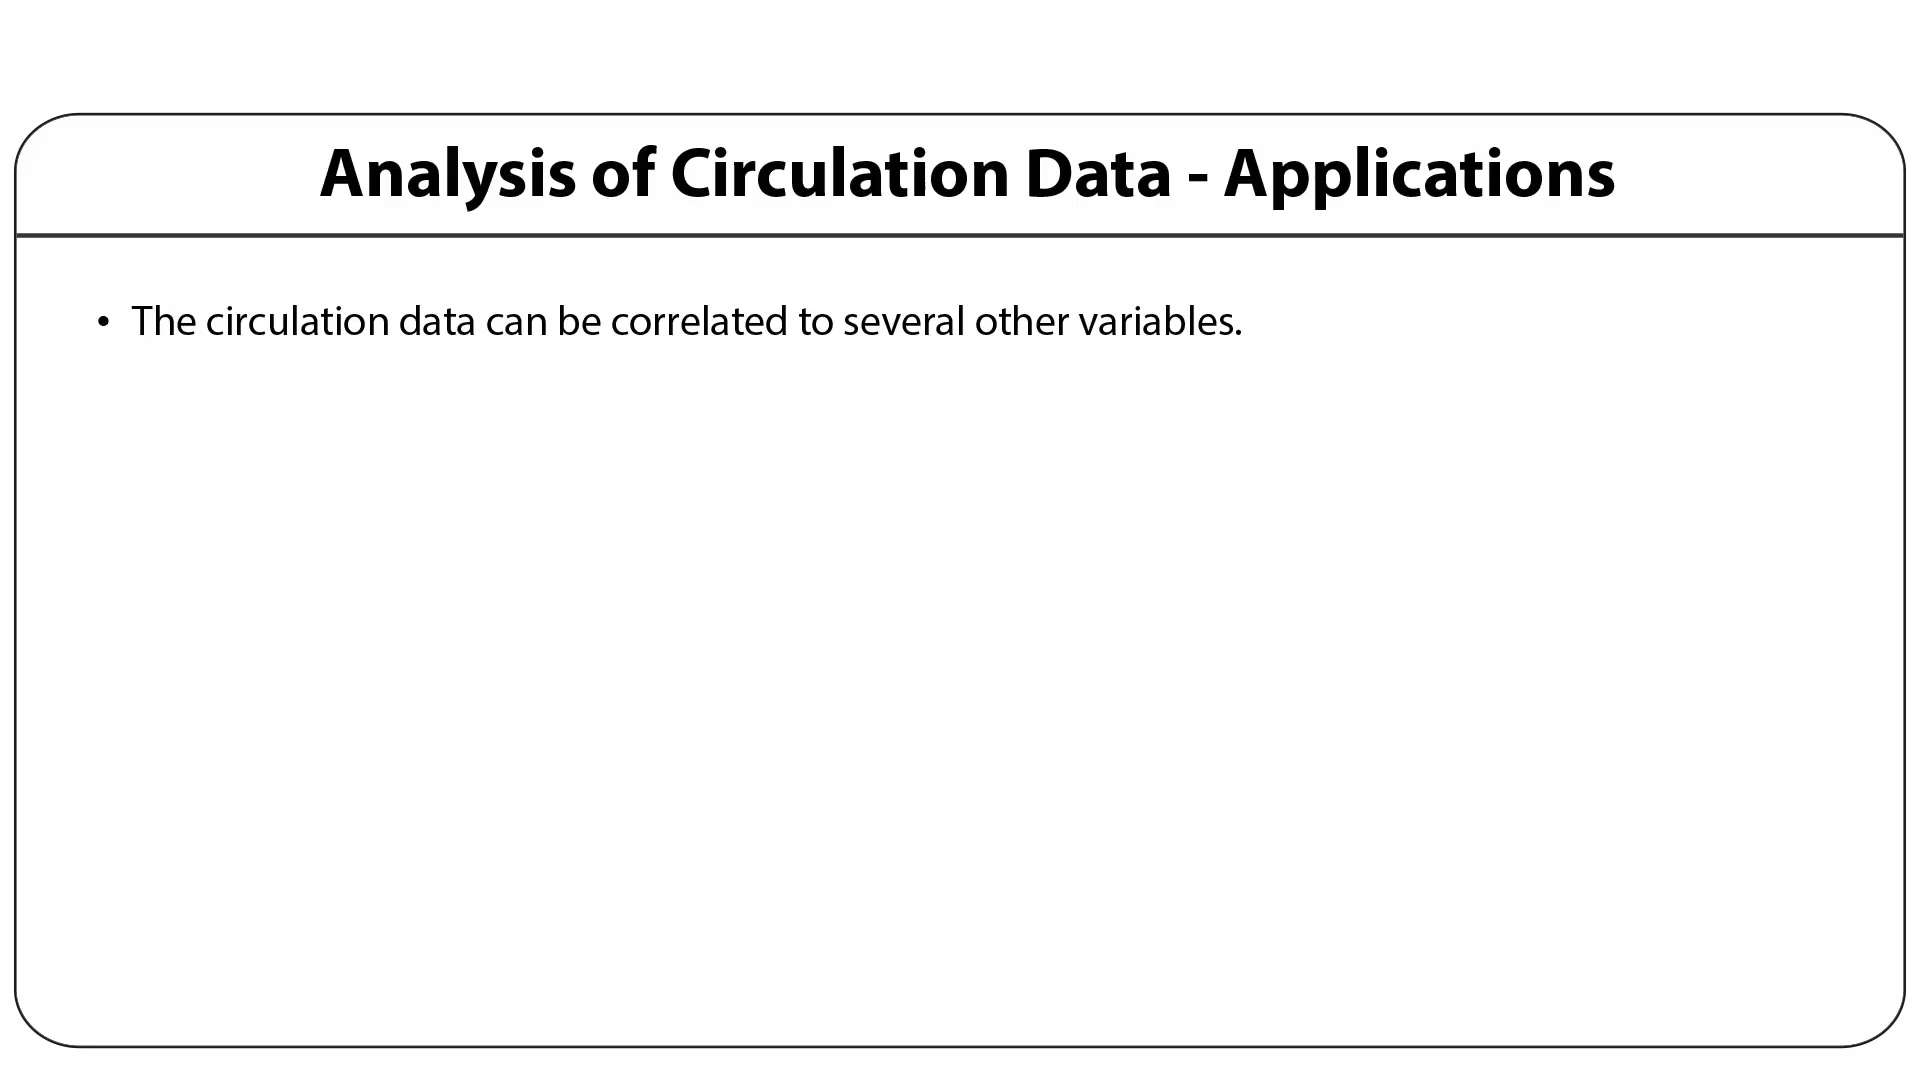 Analysis of Circulation Data - Applications
• The circulation data can be correlated to several other variables.